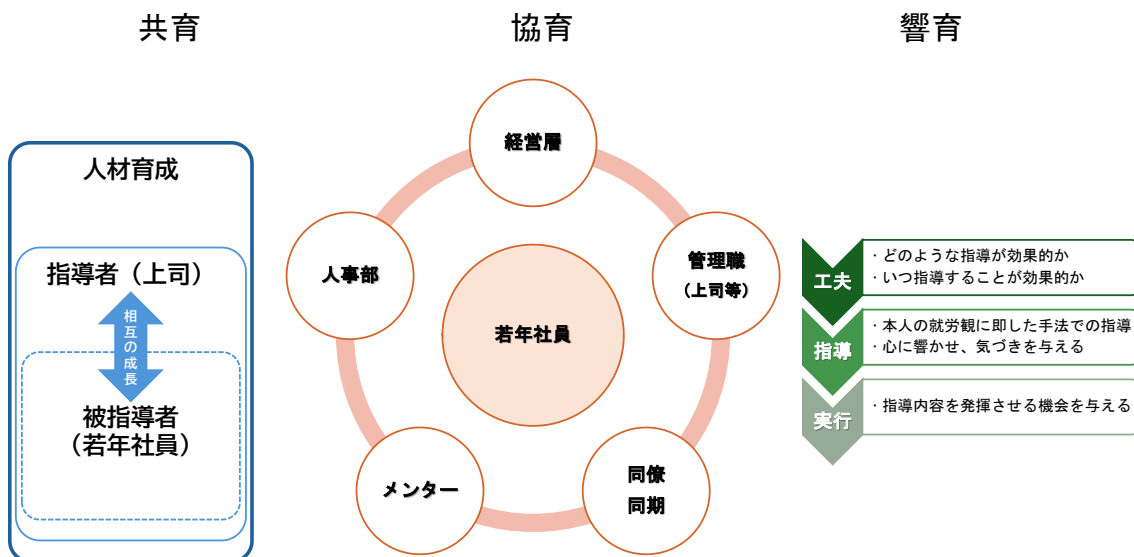 共育
人材育成
指導者（上司）
相互の成長
被指導者
（若年社員）
協育
経営層
人事部
管理職
（上司等）
若年社員
メンター
同僚
同期
響育
工夫
・どのような指導が効果的か
・いつ指導することが効果的か
指導
・本人の就労観に即した手法での指導
・心に響かせ、気づきを与える
実行
・指導内容を発揮させる機会を与える